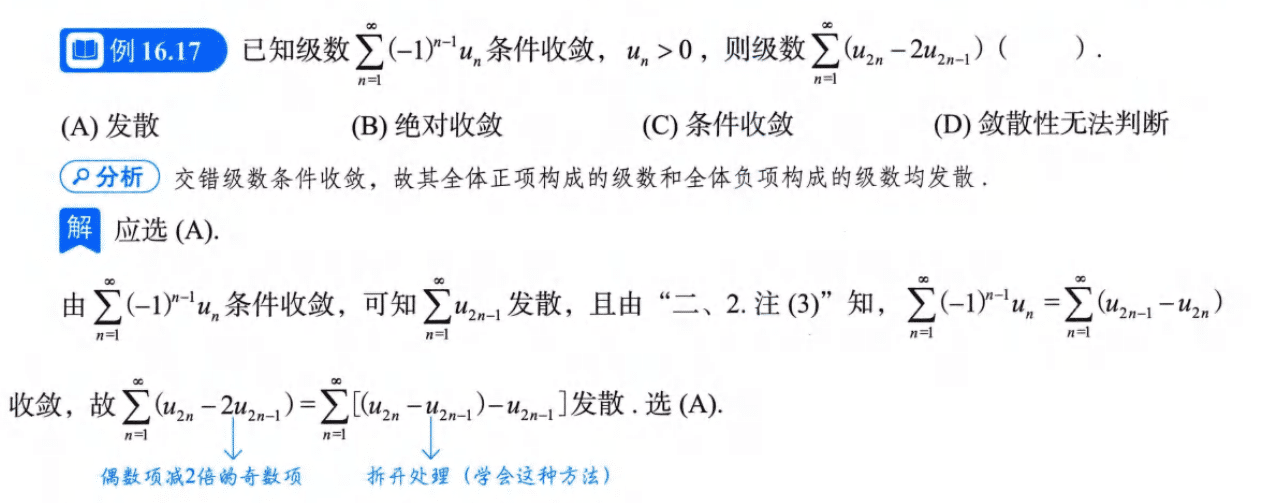 例 16.17 已知级数 $\sum_{n=1}^{\infty}(-1)^{n-1}u_n$ 条件收敛，$u_n>0$，则级数 $\sum_{n=1}^{\infty}(u_{2n}-2u_{2n-1})$（　　）.
(A) 发散 (B) 绝对收敛 (C) 条件收敛 (D) 敛散性无法判断
分析 交错级数条件收敛，故其全体正项构成的级数和全体负项构成的级数均发散.
解 应选 (A).
由 $\sum_{n=1}^{\infty}(-1)^{n-1}u_n$ 条件收敛，可知 $\sum_{n=1}^{\infty}u_{2n-1}$ 发散，且由“二、2. 注 (3)”知，$\sum_{n=1}^{\infty}(-1)^{n-1}u_n=\sum_{n=1}^{\infty}(u_{2n-1}-u_{2n})$
收敛，故 $\sum_{n=1}^{\infty}(u_{2n}-2u_{2n-1})=\sum_{n=1}^{\infty}[(u_{2n}-u_{2n-1})-u_{2n-1}]$ 发散. 选 (A).
偶数项减2倍的奇数项 拆开处理（学会这种方法）